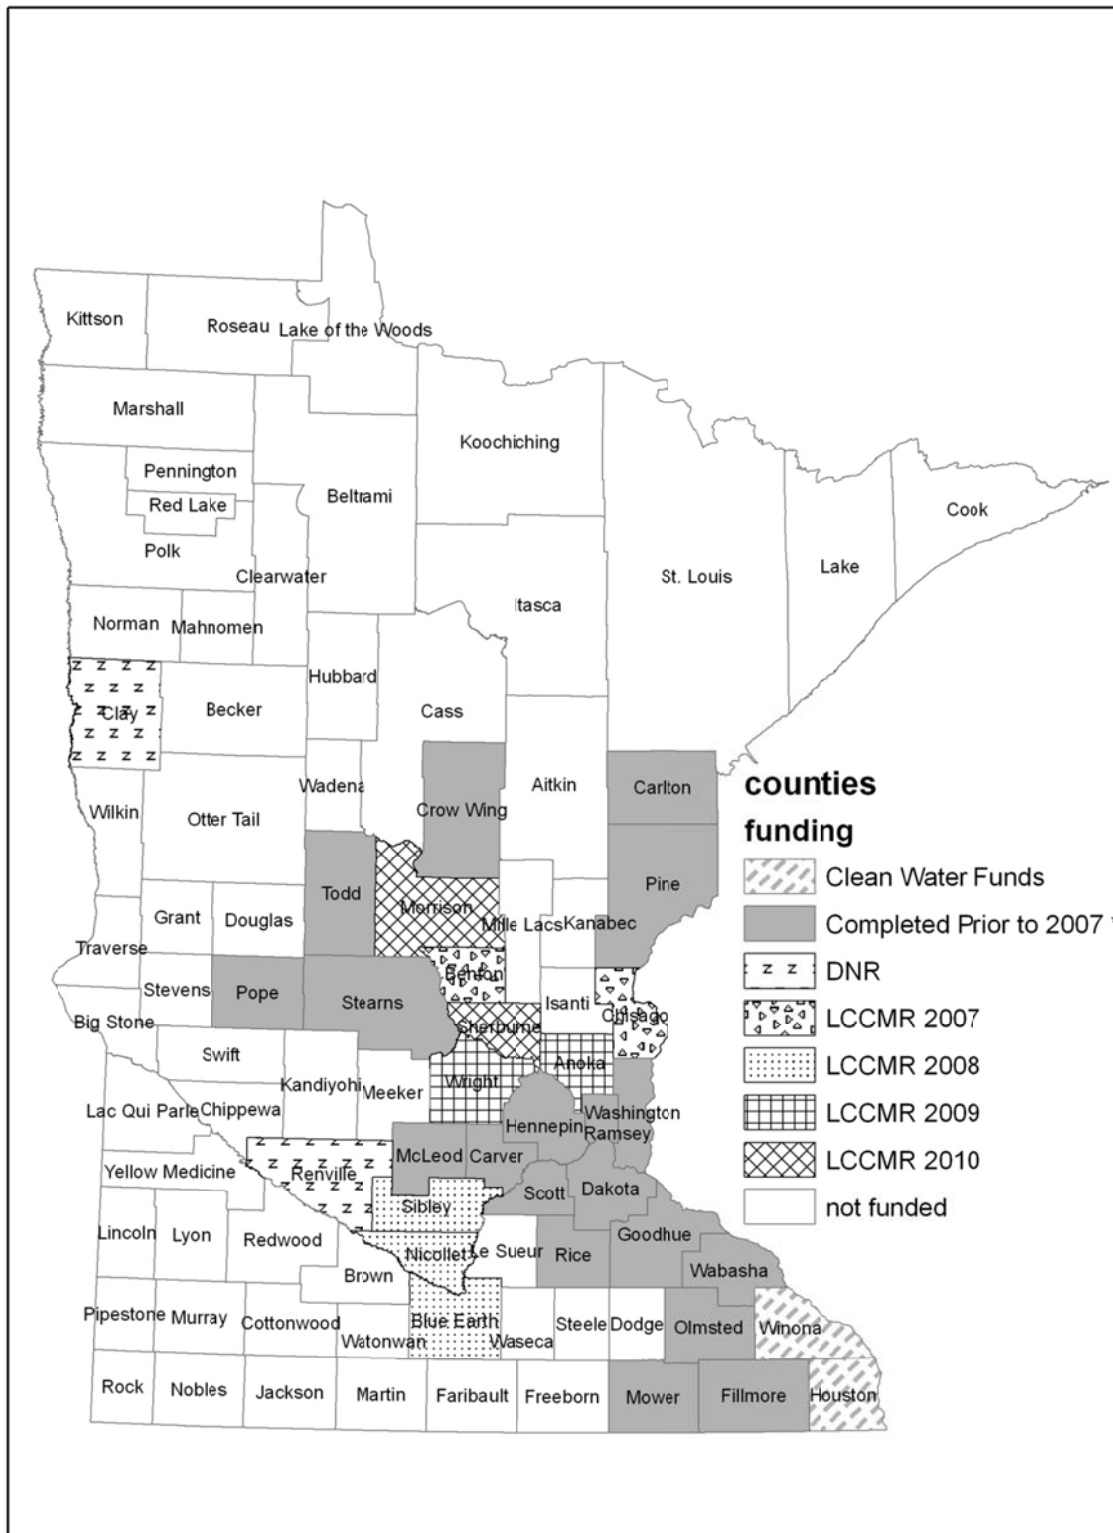 Kittson
Roseau
Lake of the Woods
Marshall
Koochiching
Pennington
Beltrami
Red Lake
Cook
Polk
Clearwater
St. Louis
Lake
Itasca
Norman
Mahnomen
Hubbard
Clay
Becker
Cass
Wadena
Aitkin
Carlton
Wilkin
Otter Tail
Crow Wing
Todd
Pine
Morrison
Grant
Douglas
Mille Lacs
Kanabec
Traverse
Benton
Stevens
Pope
Stearns
Isanti
Chisago
Big Stone
Sherburne
Swift
Anoka
Kandiyohi
Meeker
Wright
Lac Qui Parle
Chippewa
Hennepin
Washington
Ramsey
McLeod
Carver
Yellow Medicine
Renville
Scott
Dakota
Sibley
Lincoln
Lyon
Redwood
Nicollet
Le Sueur
Rice
Goodhue
Brown
Wabasha
Pipestone
Murray
Cottonwood
Watonwan
Blue Earth
Waseca
Steele
Dodge
Olmsted
Winona
Rock
Nobles
Jackson
Martin
Faribault
Freeborn
Mower
Fillmore
Houston
counties
funding
Clean Water Funds
Completed Prior to 2007
DNR
LCCMR 2007
LCCMR 2008
LCCMR 2009
LCCMR 2010
not funded